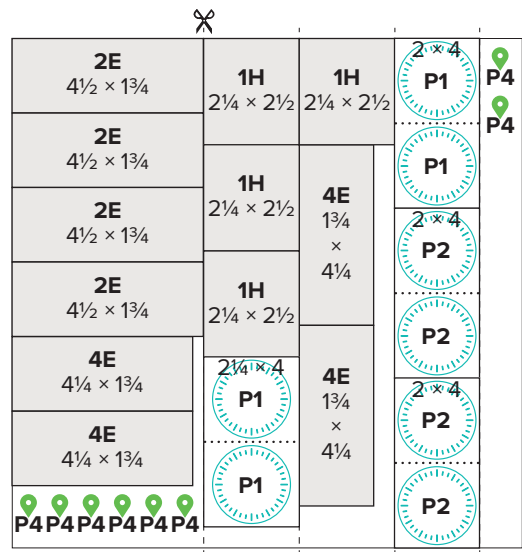 2E
4½ × 1¾
2E
4½ × 1¾
2E
4½ × 1¾
2E
4½ × 1¾
4E
4¼ × 1¾
4E
4¼ × 1¾
P4 P4 P4 P4 P4 P4
1H
2¼ × 2½
1H
2¼ × 2½
1H
2¼ × 2½
2¼ × 4
P1
P1
1H
2¼ × 2½
4E
1¾
×
4¼
4E
1¾
×
4¼
2 × 4
P1
P1
2 × 4
P2
P2
2 × 4
P2
P2
P4
P4